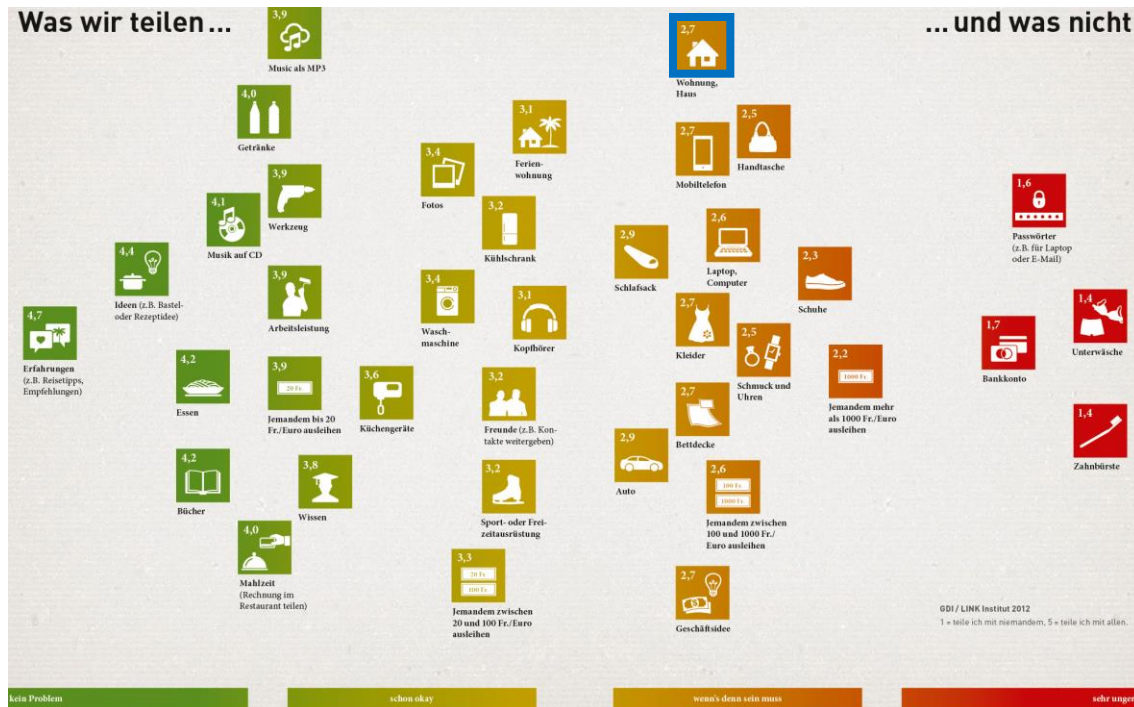 Was wir teilen ...
... und was nicht
3,9
Music als MP3
4,0
Getränke
3,9
Werkzeug
4,1
Musik auf CD
4,4
Ideen (z.B. Bastel-
oder Rezeptidee)
4,7
Erfahrungen
(z.B. Reisetipps,
Empfehlungen)
3,9
Arbeitsleistung
4,2
Essen
3,9
20 Fr.
Jemandem bis 20
Fr./Euro ausleihen
4,2
Bücher
3,8
Wissen
4,0
Mahlzeit
(Rechnung im
Restaurant teilen)
3,6
Küchengeräte
3,4
Fotos
3,1
Ferien-
wohnung
3,2
Kühlschrank
3,4
Wasch-
maschine
3,1
Kopfhörer
3,2
Freunde (z.B. Kon-
takte weitergeben)
3,2
Sport- oder Frei-
zeitausrüstung
3,3
20 Fr.
100 Fr.
Jemandem zwischen
20 und 100 Fr./Euro
ausleihen
2,7
Wohnung,
Haus
2,7
Mobiltelefon
2,5
Handtasche
2,9
Schlafsack
2,6
Laptop,
Computer
2,3
Schuhe
2,7
Kleider
2,5
Schmuck und
Uhren
2,2
1000 Fr.
Jemandem mehr
als 1000 Fr./Euro
ausleihen
2,7
Bettdecke
2,9
Auto
2,6
100 Fr.
1000 Fr.
Jemandem zwischen
100 und 1000 Fr./
Euro ausleihen
2,7
Geschäftsidee
1,6
Passwörter
(z.B. für Laptop
oder E-Mail)
1,7
Bankkonto
1,4
Unterwäsche
1,4
Zahnbürste
GDI / LINK Institut 2012
1 = teile ich mit niemandem, 5 = teile ich mit allen.
kein Problem
schon okay
wenn's denn sein muss
sehr unger